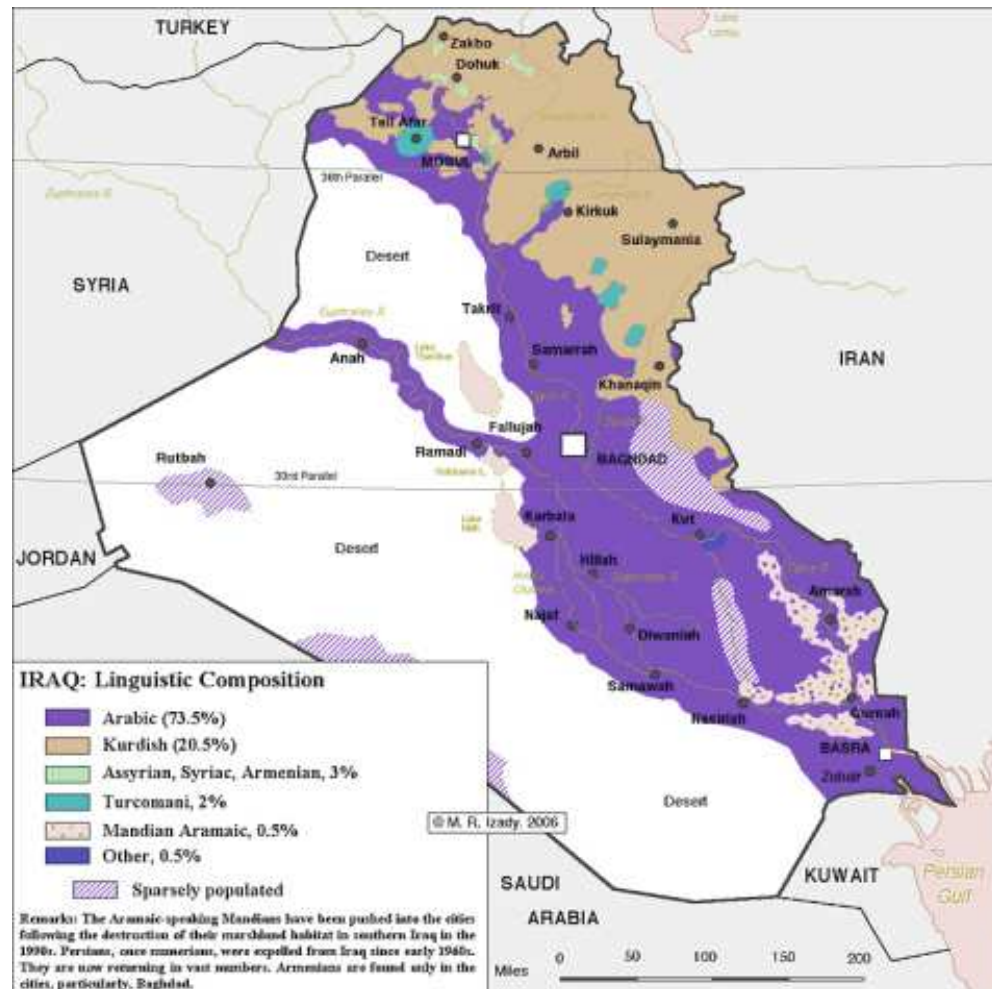 TURKEY
Zakho
Dohuk
Tell Afar
MOSUL
Arbil
36th Paralel
Kirkuk
Sulaymania
Desert
SYRIA
Euphrates R
Takrit
Anah
Samarrah
IRAN
Khanaqin
Fallujah
Ramadi
BAGHDAD
Rutbah
33rd Paralel
Karbala
Kut
JORDAN
Desert
Hillah
Amarah
Najaf
Diwaniah
Samawah
Nasiriah
Qurnah
BASRA
Zubair
Desert
© M. R. Izady, 2006
SAUDI
ARABIA
KUWAIT
Persian
Gulf
IRAQ: Linguistic Composition
Arabic (73.5%)
Kurdish (20.5%)
Assyrian, Syriac, Armenian, 3%
Turcomani, 2%
Mandian Aramaic, 0.5%
Other, 0.5%
Sparsely populated
Remarks: The Aramaic-speaking Mandians have been pushed into the cities
following the destruction of their marshland habitat in southern Iraq in the
1990s. Persians, once numerious, were expelled from Iraq since early 1960s.
They are now returning in vast numbers. Armenians are found only in the
cities, particularly, Baghdad.
Miles 0 50 100 150 200